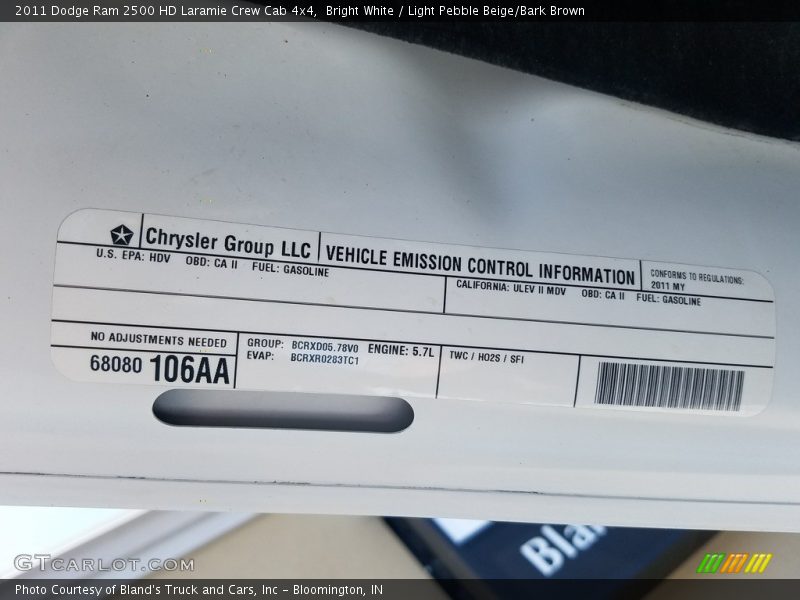 2011 Dodge Ram 2500 HD Laramie Crew Cab 4x4, Bright White / Light Pebble Beige/Bark Brown
Chrysler Group LLC
VEHICLE EMISSION CONTROL INFORMATION
CONFORMS TO REGULATIONS:
2011 MY
U.S. EPA: HDV OBD: CA II FUEL: GASOLINE
CALIFORNIA: ULEV II MDV OBD: CA II FUEL: GASOLINE
NO ADJUSTMENTS NEEDED
68080 106AA
GROUP: BCRXD05.78V0 ENGINE: 5.7L
EVAP: BCRXR0283TC1
TWC / HO2S / SFI
Bla
GTCARLOT.COM
Photo Courtesy of Bland's Truck and Cars, Inc - Bloomington, IN